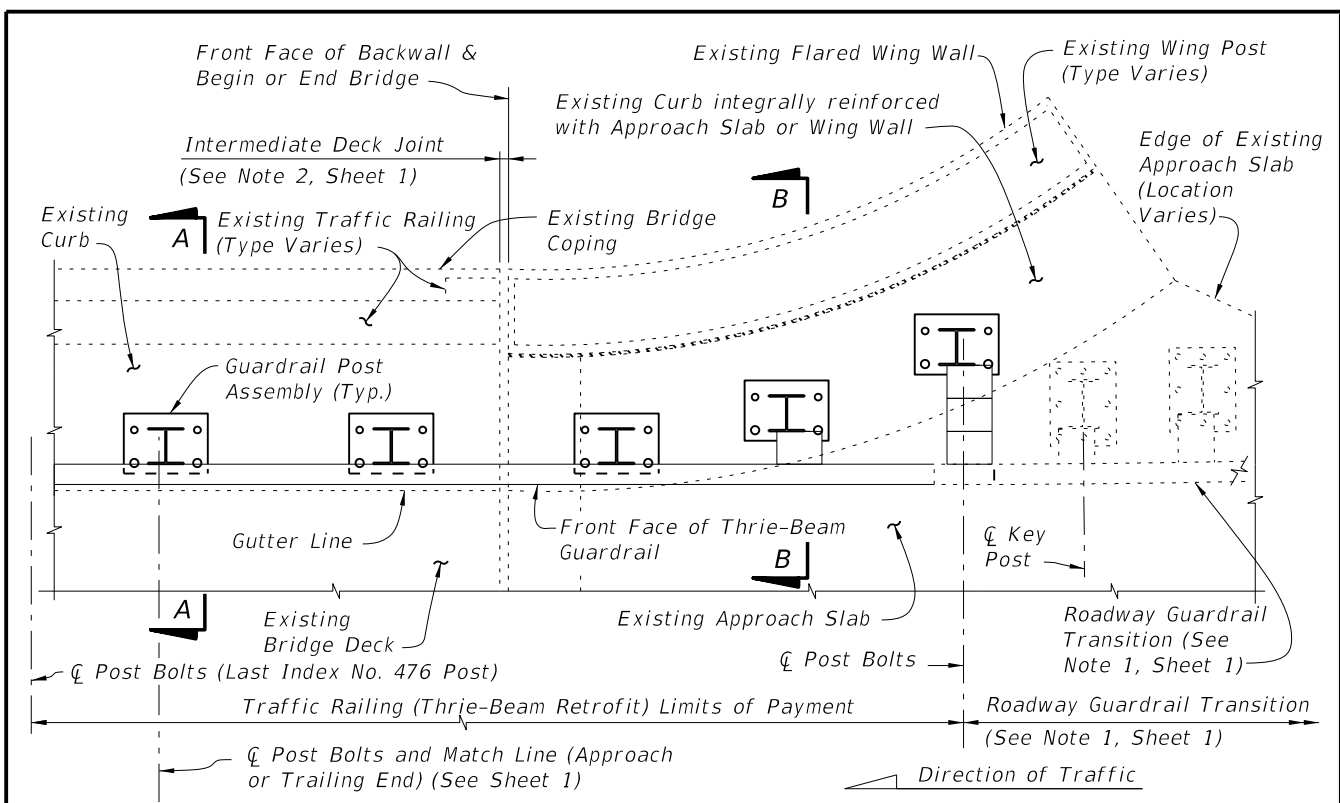 Front Face of Backwall &
Begin or End Bridge
Existing Flared Wing Wall
Existing Wing Post
(Type Varies)
Existing Curb integrally reinforced
with Approach Slab or Wing Wall
Intermediate Deck Joint
(See Note 2, Sheet 1)
Edge of Existing
Approach Slab
(Location
Varies)
B
Existing
Curb
A
Existing Traffic Railing
(Type Varies)
Existing Bridge
Coping
Guardrail Post
Assembly (Typ.)
Gutter Line
Front Face of Thrie-Beam
Guardrail
B
℄ Key
Post
A
Existing
Bridge Deck
Existing Approach Slab
Roadway Guardrail
Transition (See
Note 1, Sheet 1)
℄ Post Bolts (Last Index No. 476 Post)
℄ Post Bolts
Traffic Railing (Thrie-Beam Retrofit) Limits of Payment
Roadway Guardrail Transition
(See Note 1, Sheet 1)
℄ Post Bolts and Match Line (Approach
or Trailing End) (See Sheet 1)
Direction of Traffic